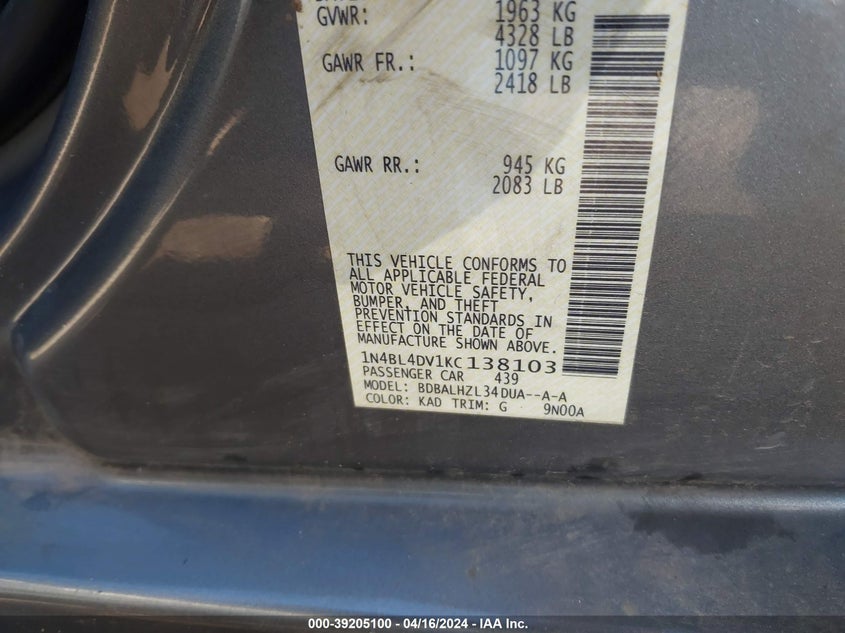 GVWR: 1963 KG
4328 LB
GAWR FR.: 1097 KG
2418 LB
GAWR RR.: 945 KG
2083 LB
THIS VEHICLE CONFORMS TO
ALL APPLICABLE FEDERAL
MOTOR VEHICLE SAFETY,
BUMPER, AND THEFT
PREVENTION STANDARDS IN
EFFECT ON THE DATE OF
MANUFACTURE SHOWN ABOVE.
1N4BL4DV1KC138103
PASSENGER CAR 439
MODEL: BDBALHZL34DUA--A-A
COLOR: KAD TRIM: G 9N00A
000-39205100 - 04/16/2024 - IAA Inc.